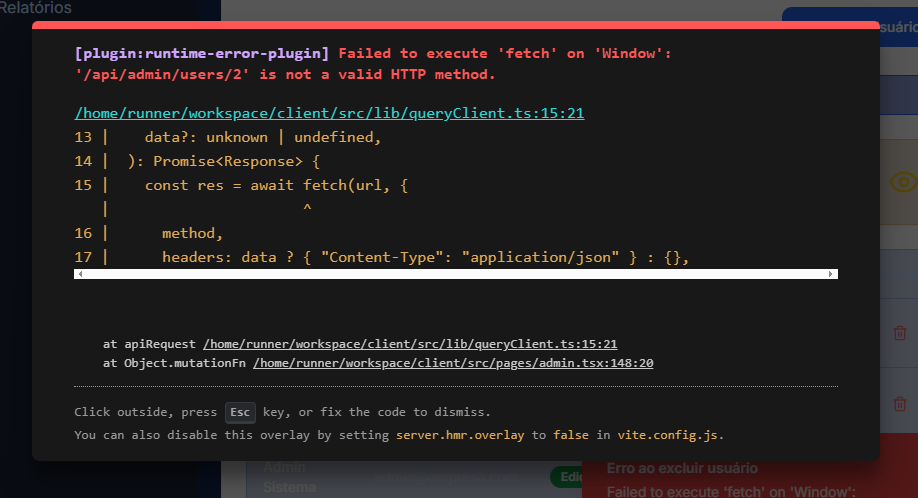 Relatórios
suário
[plugin:runtime-error-plugin] Failed to execute 'fetch' on 'Window':
'/api/admin/users/2' is not a valid HTTP method.
/home/runner/workspace/client/src/lib/queryClient.ts:15:21
13 | data?: unknown | undefined,
14 | ): Promise<Response> {
15 | const res = await fetch(url, {
| ^
16 | method,
17 | headers: data ? { "Content-Type": "application/json" } : {},
at apiRequest /home/runner/workspace/client/src/lib/queryClient.ts:15:21
at Object.mutationFn /home/runner/workspace/client/src/pages/admin.tsx:148:20
Click outside, press Esc key, or fix the code to dismiss.
You can also disable this overlay by setting server.hmr.overlay to false in vite.config.js.
Admin
Sistema
Edi
Erro ao excluir usuário
Failed to execute 'fetch' on 'Window':